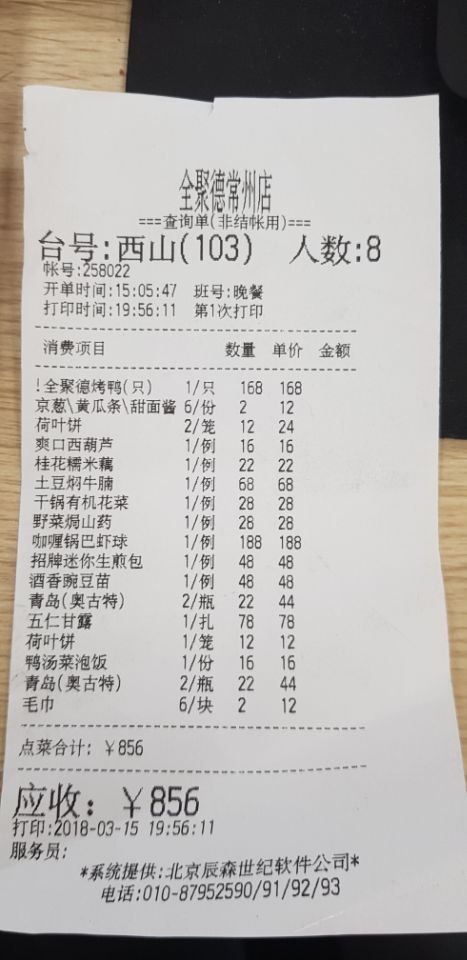 全聚德常州店
===查询单(非结帐用)===
台号:西山(103) 人数:8
帐号:258022
开单时间:15:05:47 班号:晚餐
打印时间:19:56:11 第1次打印
消费项目 数量 单价 金额
!全聚德烤鸭(只) 1/只 168 168
京葱\黄瓜条\甜面酱 6/份 2 12
荷叶饼 2/笼 12 24
爽口西葫芦 1/例 16 16
桂花糯米藕 1/例 22 22
土豆焖牛腩 1/例 68 68
干锅有机花菜 1/例 28 28
野菜焗山药 1/例 28 28
咖喱锅巴虾球 1/例 188 188
招牌迷你生煎包 1/例 48 48
酒香豌豆苗 1/例 48 48
青岛(奥古特) 2/瓶 22 44
五仁甘露 1/扎 78 78
荷叶饼 1/笼 12 12
鸭汤菜泡饭 1/份 16 16
青岛(奥古特) 2/瓶 22 44
毛巾 6/块 2 12
点菜合计: ￥856
应收: ￥856
打印:2018-03-15 19:56:11
服务员:
*系统提供:北京辰森世纪软件公司*
电话:010-87952590/91/92/93